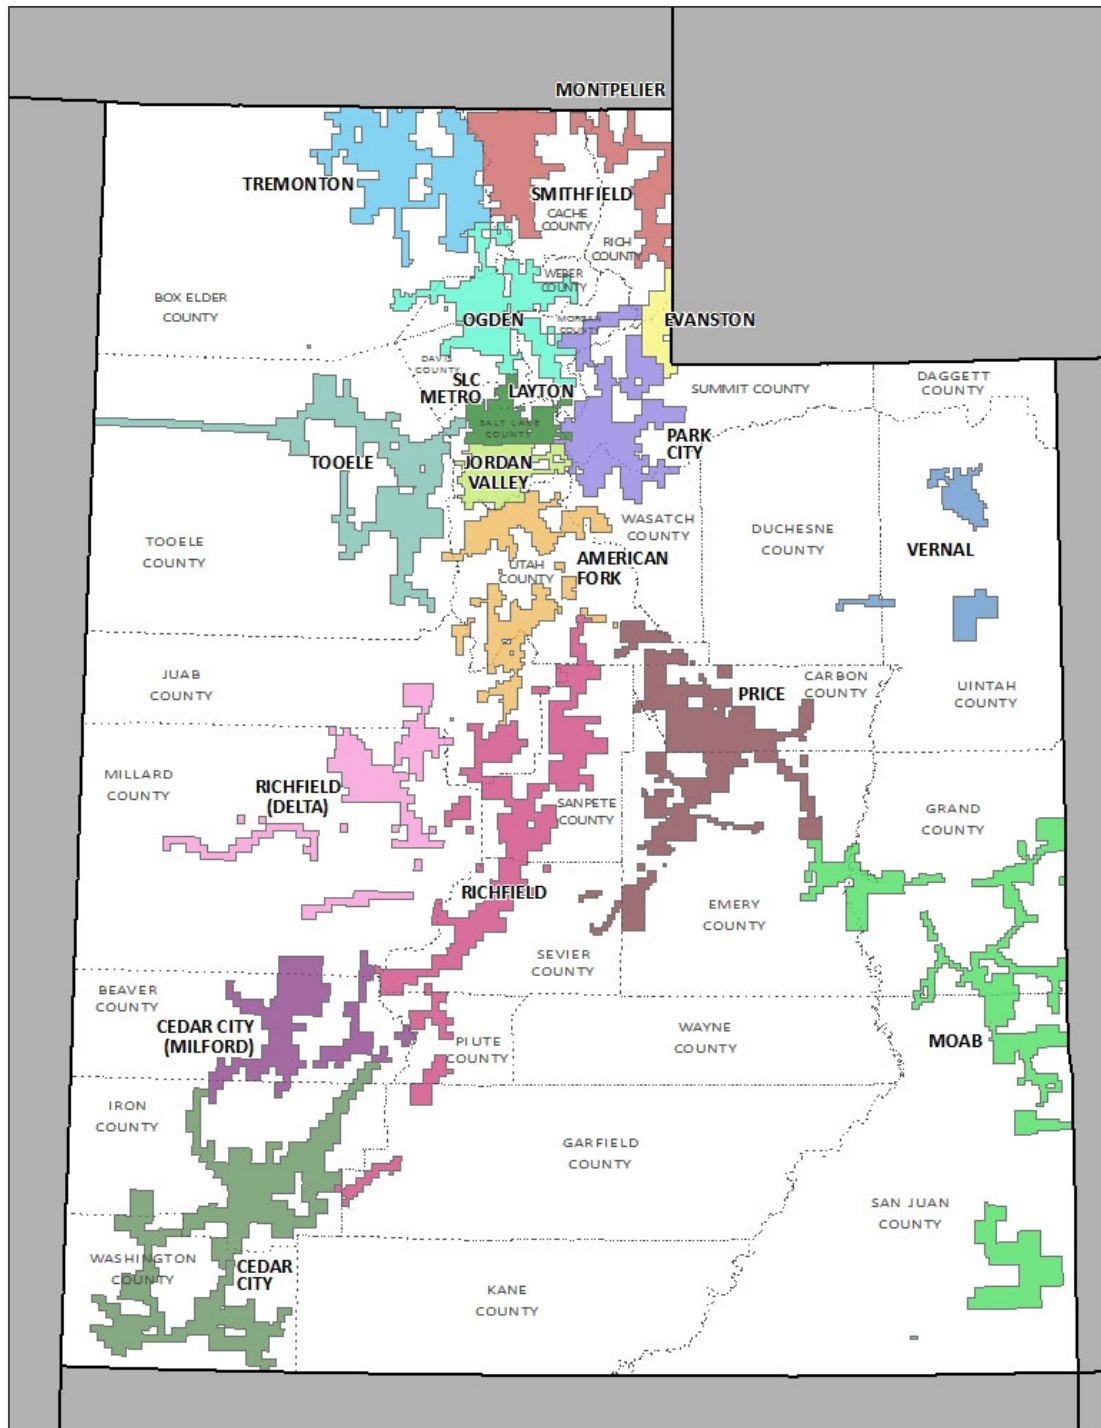 MONTPELIER
TREMONTON
SMITHFIELD
CACHE
COUNTY
RICH
COUNTY
WEBER
COUNTY
BOX ELDER
COUNTY
OGDEN
MORGAN
COUNTY
EVANSTON
DAVIS
COUNTY
SLC
METRO
LAYTON
SUMMIT COUNTY
DAGGETT
COUNTY
SALT LAKE
COUNTY
PARK
CITY
TOOELE
JORDAN
VALLEY
TOOELE
COUNTY
WASATCH
COUNTY
DUCHESNE
COUNTY
VERNAL
UTAH
COUNTY
AMERICAN
FORK
JUAB
COUNTY
PRICE
CARBON
COUNTY
UINTAH
COUNTY
MILLARD
COUNTY
RICHFIELD
(DELTA)
SANPETE
COUNTY
GRAND
COUNTY
RICHFIELD
EMERY
COUNTY
SEVIER
COUNTY
BEAVER
COUNTY
CEDAR CITY
(MILFORD)
PIUTE
COUNTY
WAYNE
COUNTY
MOAB
IRON
COUNTY
GARFIELD
COUNTY
SAN JUAN
COUNTY
WASHINGTON
COUNTY
CEDAR
CITY
KANE
COUNTY